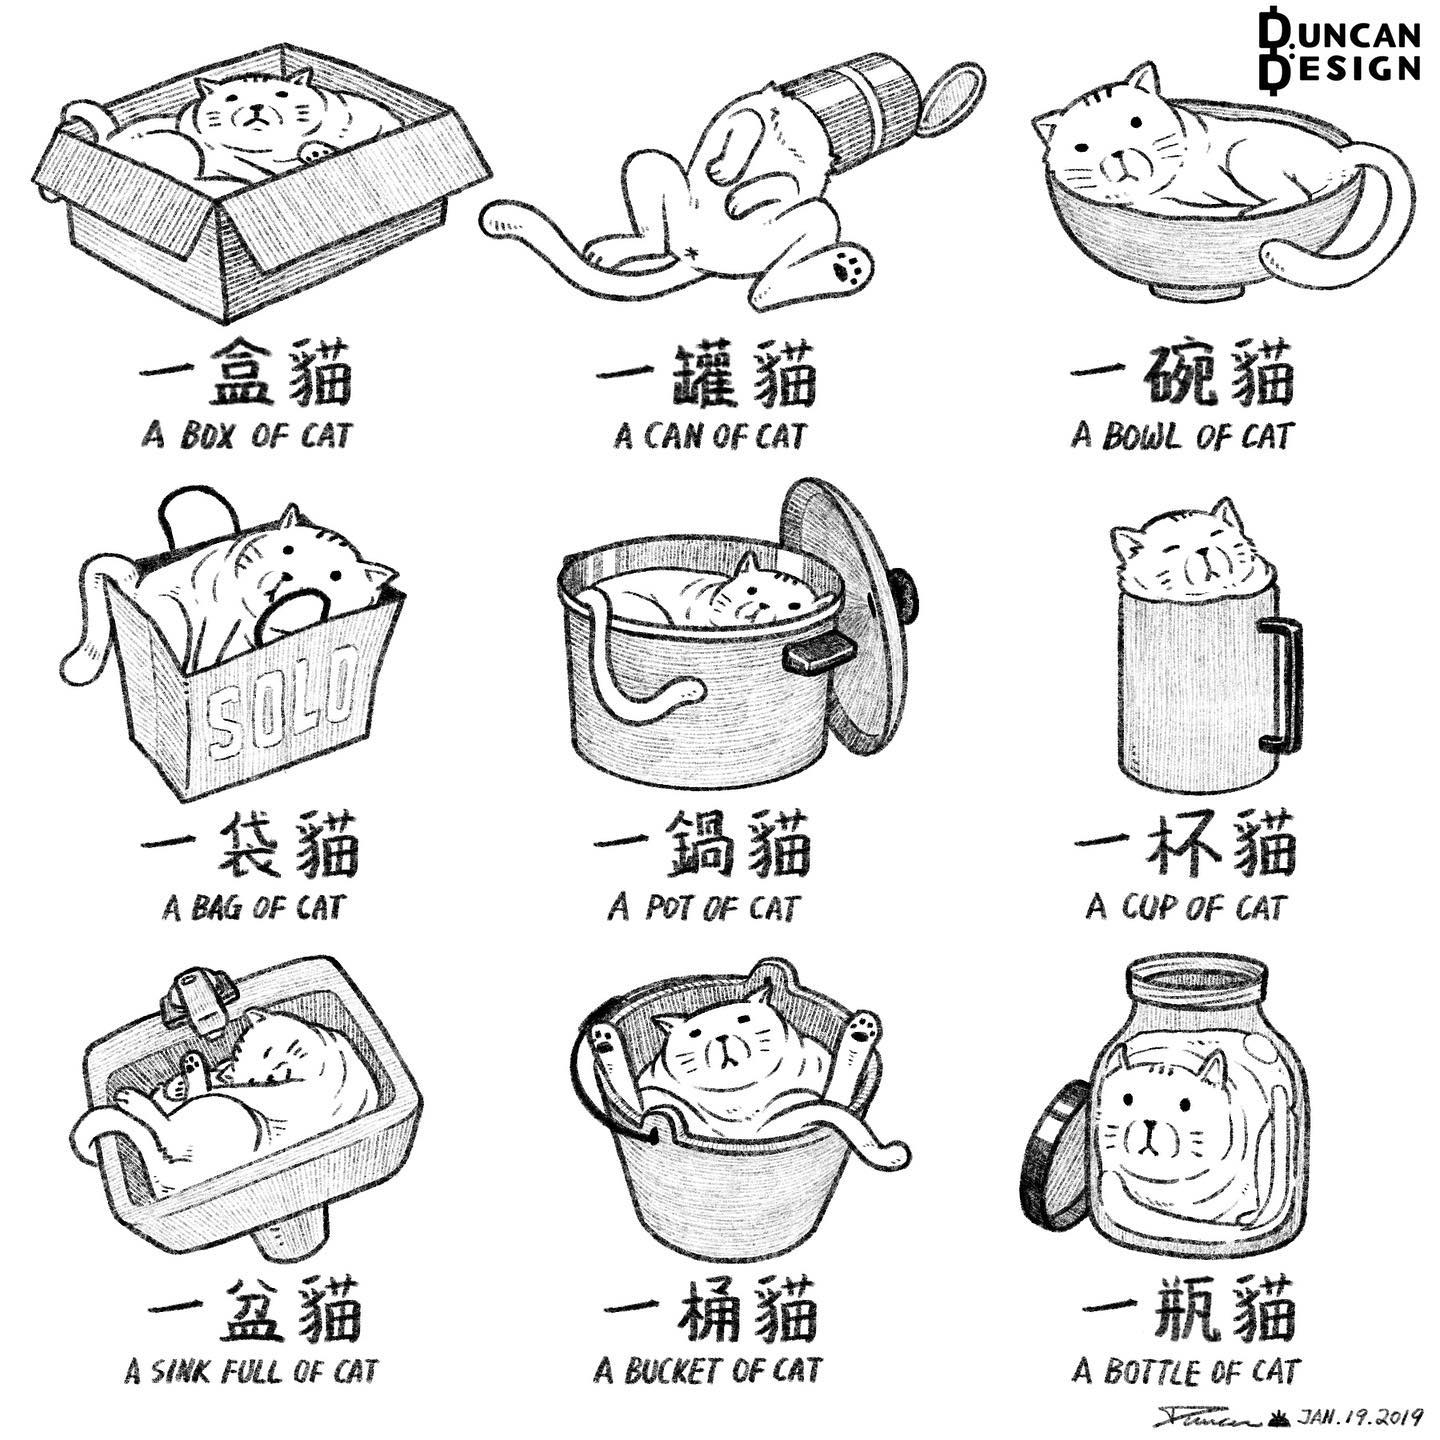 DUNCAN
DESIGN
一盒貓
A BOX OF CAT
一罐貓
A CAN OF CAT
一碗貓
A BOWL OF CAT
SOLO
一袋貓
A BAG OF CAT
一鍋貓
A POT OF CAT
一杯貓
A CUP OF CAT
一盆貓
A SINK FULL OF CAT
一桶貓
A BUCKET OF CAT
一瓶貓
A BOTTLE OF CAT
Duncan JAN.19.2019